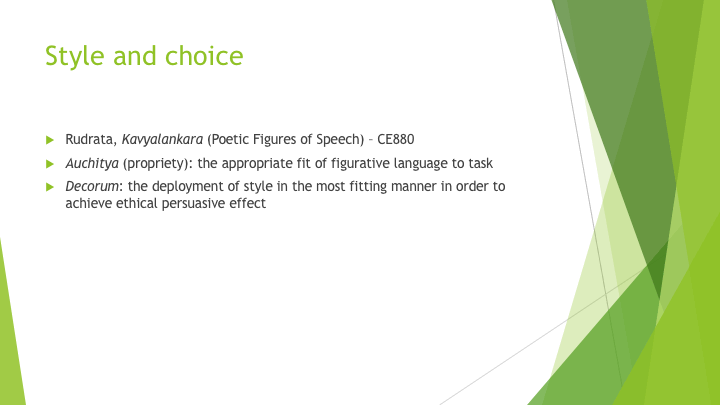 Style and choice
Rudrata, Kavyalankara (Poetic Figures of Speech) – CE880
Auchitya (propriety): the appropriate fit of figurative language to task
Decorum: the deployment of style in the most fitting manner in order to
achieve ethical persuasive effect